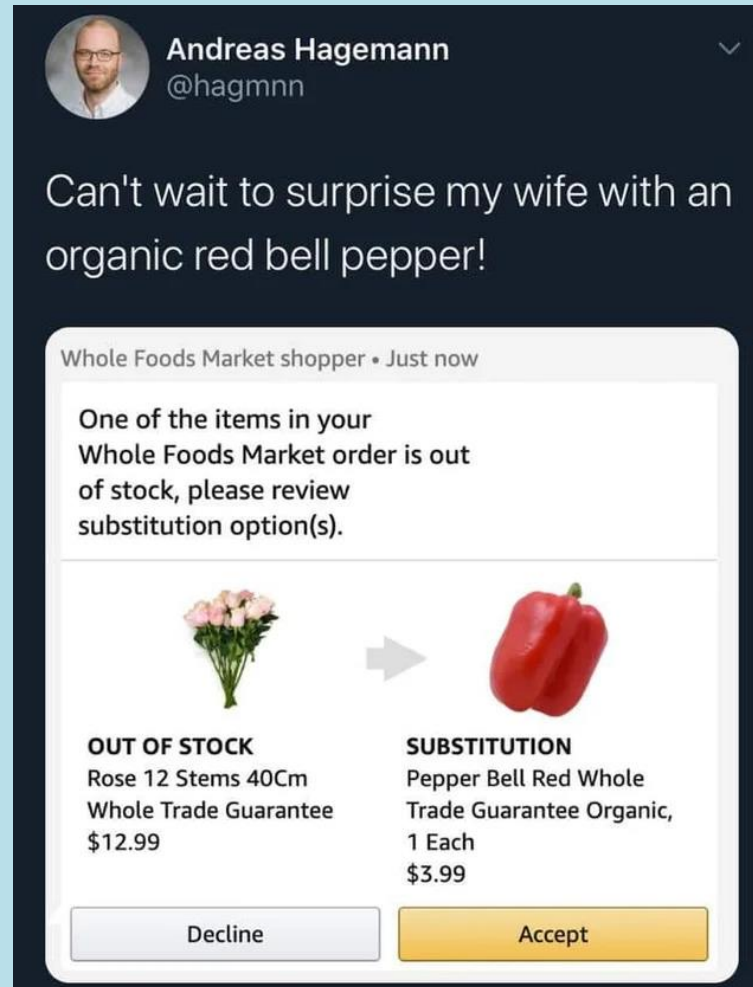 Andreas Hagemann
@hagmnn
Can't wait to surprise my wife with an
organic red bell pepper!
Whole Foods Market shopper • Just now
One of the items in your
Whole Foods Market order is out
of stock, please review
substitution option(s).
OUT OF STOCK
Rose 12 Stems 40Cm
Whole Trade Guarantee
$12.99
SUBSTITUTION
Pepper Bell Red Whole
Trade Guarantee Organic,
1 Each
$3.99
Decline
Accept